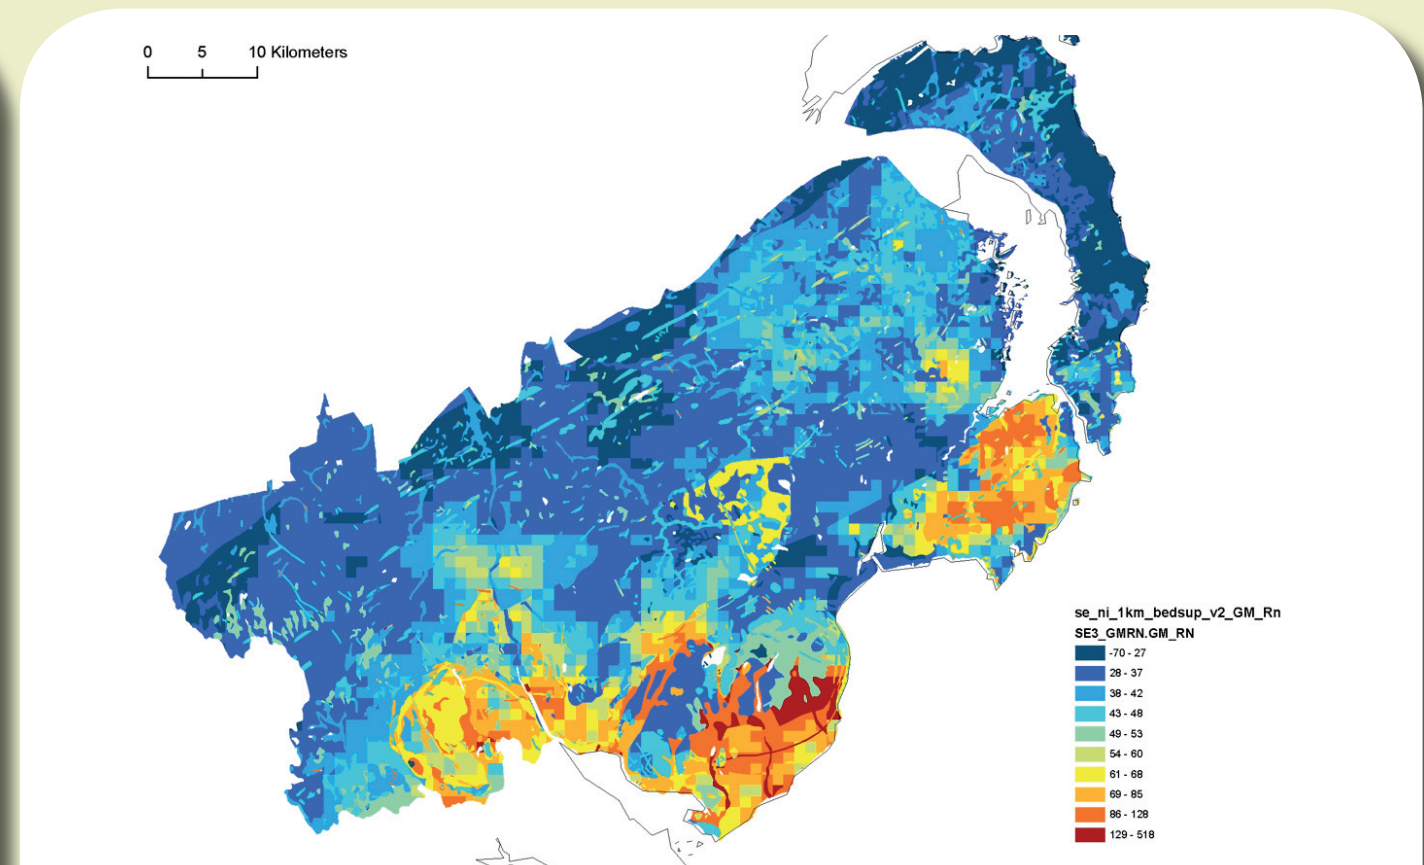 0 5 10 Kilometers
se_ni_1km_bedsup_v2_GM_Rn
SE3_GMRN.GM_RN
-70 - 27
28 - 37
38 - 42
43 - 48
49 - 53
54 - 60
61 - 68
69 - 85
86 - 128
129 - 518